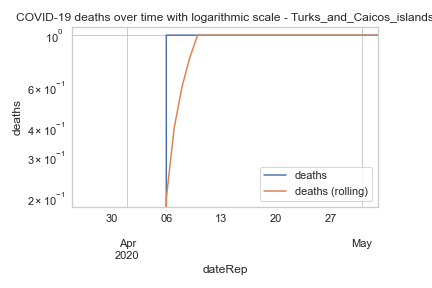 COVID-19 deaths over time with logarithmic scale - Turks_and_Caicos_islands
deaths
10^0
6 × 10^−1
4 × 10^−1
3 × 10^−1
2 × 10^−1
deaths
deaths (rolling)
30 06 13 20 27
Apr May
2020
dateRep